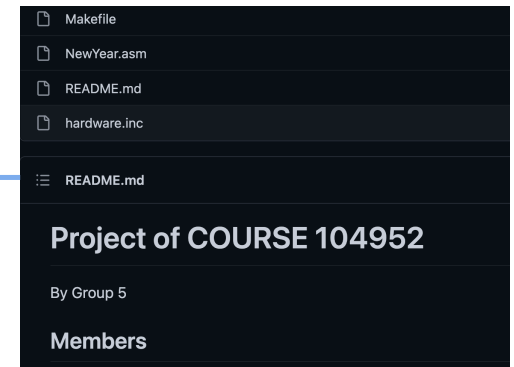 Makefile
NewYear.asm
README.md
hardware.inc
README.md
Project of COURSE 104952
By Group 5
Members